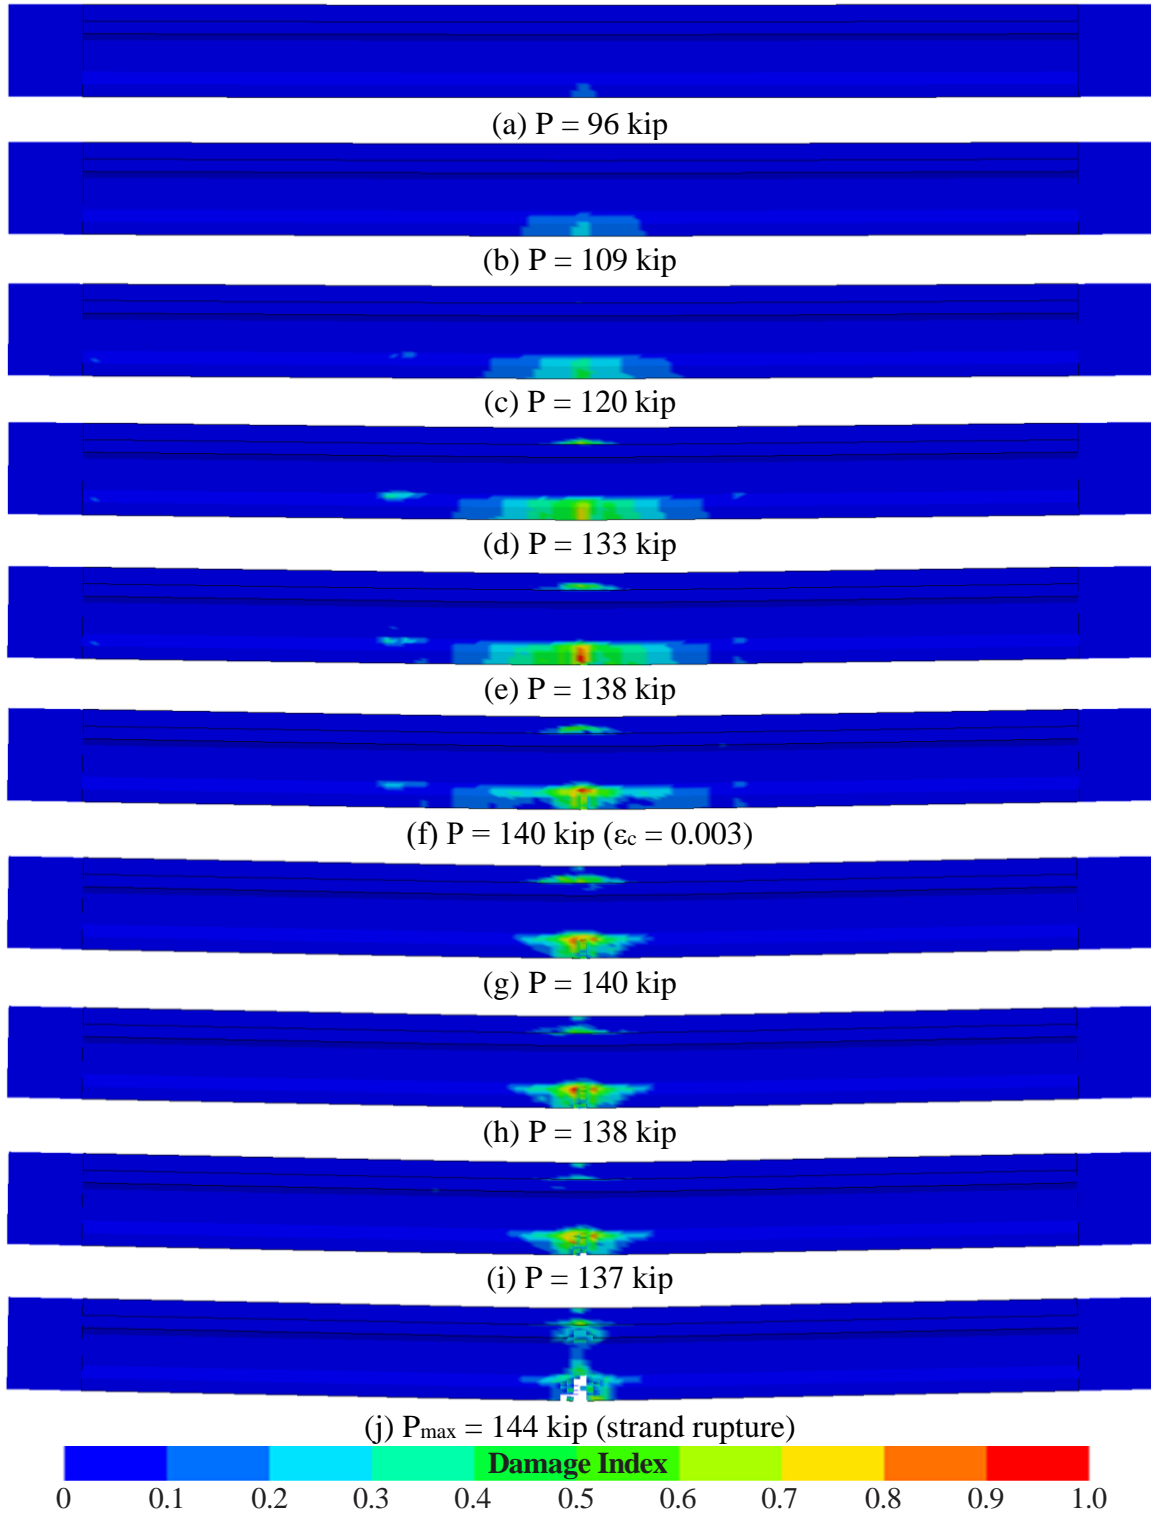 (a) P = 96 kip
(b) P = 109 kip
(c) P = 120 kip
(d) P = 133 kip
(e) P = 138 kip
(f) P = 140 kip (εc = 0.003)
(g) P = 140 kip
(h) P = 138 kip
(i) P = 137 kip
(j) Pmax = 144 kip (strand rupture)
Damage Index
0 0.1 0.2 0.3 0.4 0.5 0.6 0.7 0.8 0.9 1.0